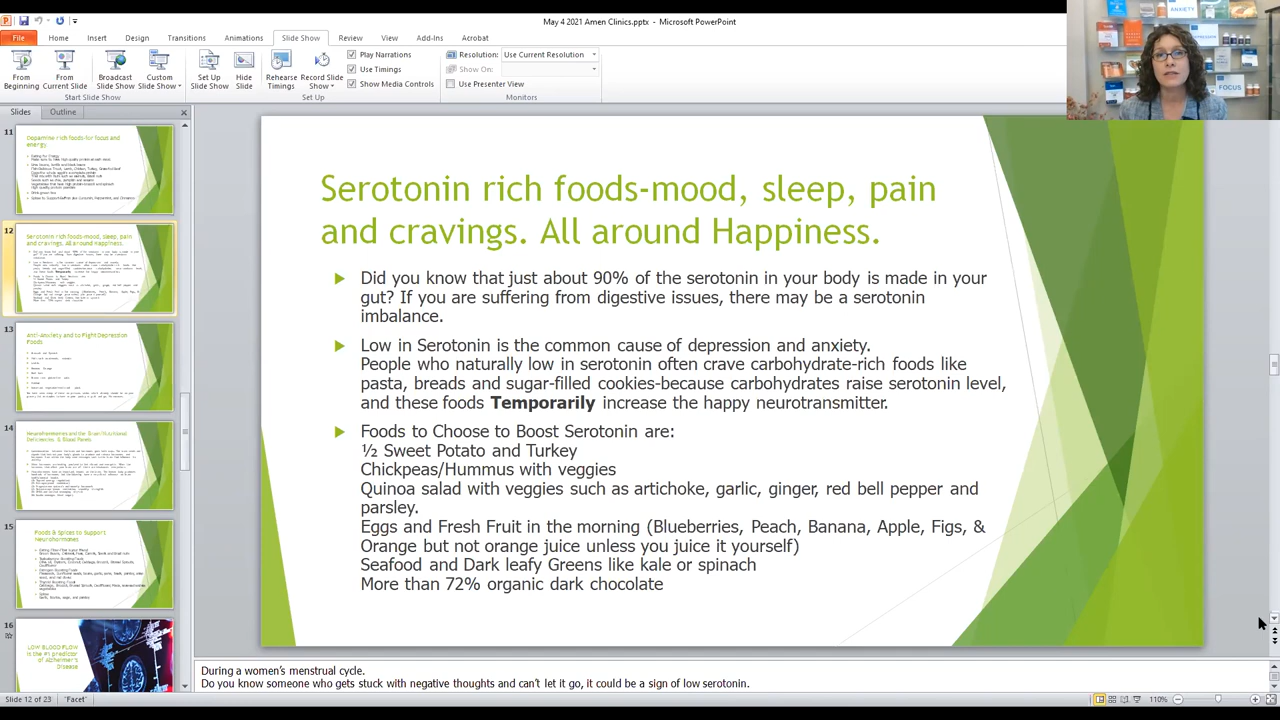 May 4 2021 Amen Clinics.pptx - Microsoft PowerPoint
File Home Insert Design Transitions Animations Slide Show Review View Add-Ins Acrobat
From Beginning
From Current Slide
Broadcast Slide Show
Custom Slide Show
Start Slide Show
Set Up Slide Show
Hide Slide
Rehearse Timings
Record Slide Show
Play Narrations
Use Timings
Show Media Controls
Set Up
Resolution: Use Current Resolution
Show On:
Use Presenter View
Monitors
ANXIETY
FOCUS
Slides Outline
11
Dopamine rich foods for focus and energy
12
Serotonin rich foods-mood, sleep, pain and cravings. All around Happiness.
13
Anti-Anxiety and to Fight Depression Foods
14
15
Foods & Spices to Support Neurohormones
16
LOW BLOOD FLOW
is the #1 predictor
of Alzheimer's
Disease
Serotonin rich foods-mood, sleep, pain
and cravings. All around Happiness.
Did you know that just about 90% of the serotonin in your body is made in your
gut? If you are suffering from digestive issues, there may be a serotonin
imbalance.
Low in Serotonin is the common cause of depression and anxiety.
People who naturally low in serotonin often crave carbohydrate-rich foods like
pasta, breads and sugar-filled cookies-because carbohydrates raise serotonin level,
and these foods Temporarily increase the happy neurotransmitter.
Foods to Choose to Boost Serotonin are:
½ Sweet Potato and Turkey
Chickpeas/Hummus with veggies
Quinoa salad with veggies such as artichoke, garlic, ginger, red bell pepper and
parsley.
Eggs and Fresh Fruit in the morning (Blueberries, Peach, Banana, Apple, Figs, &
Orange but not orange juice unless you juice it yourself)
Seafood and Dark leafy Greens like kale or spinach
More than 72% organic dark chocolate
During a women's menstrual cycle.
Do you know someone who gets stuck with negative thoughts and can't let it go, it could be a sign of low serotonin.
Slide 12 of 23 "Facet" 110%